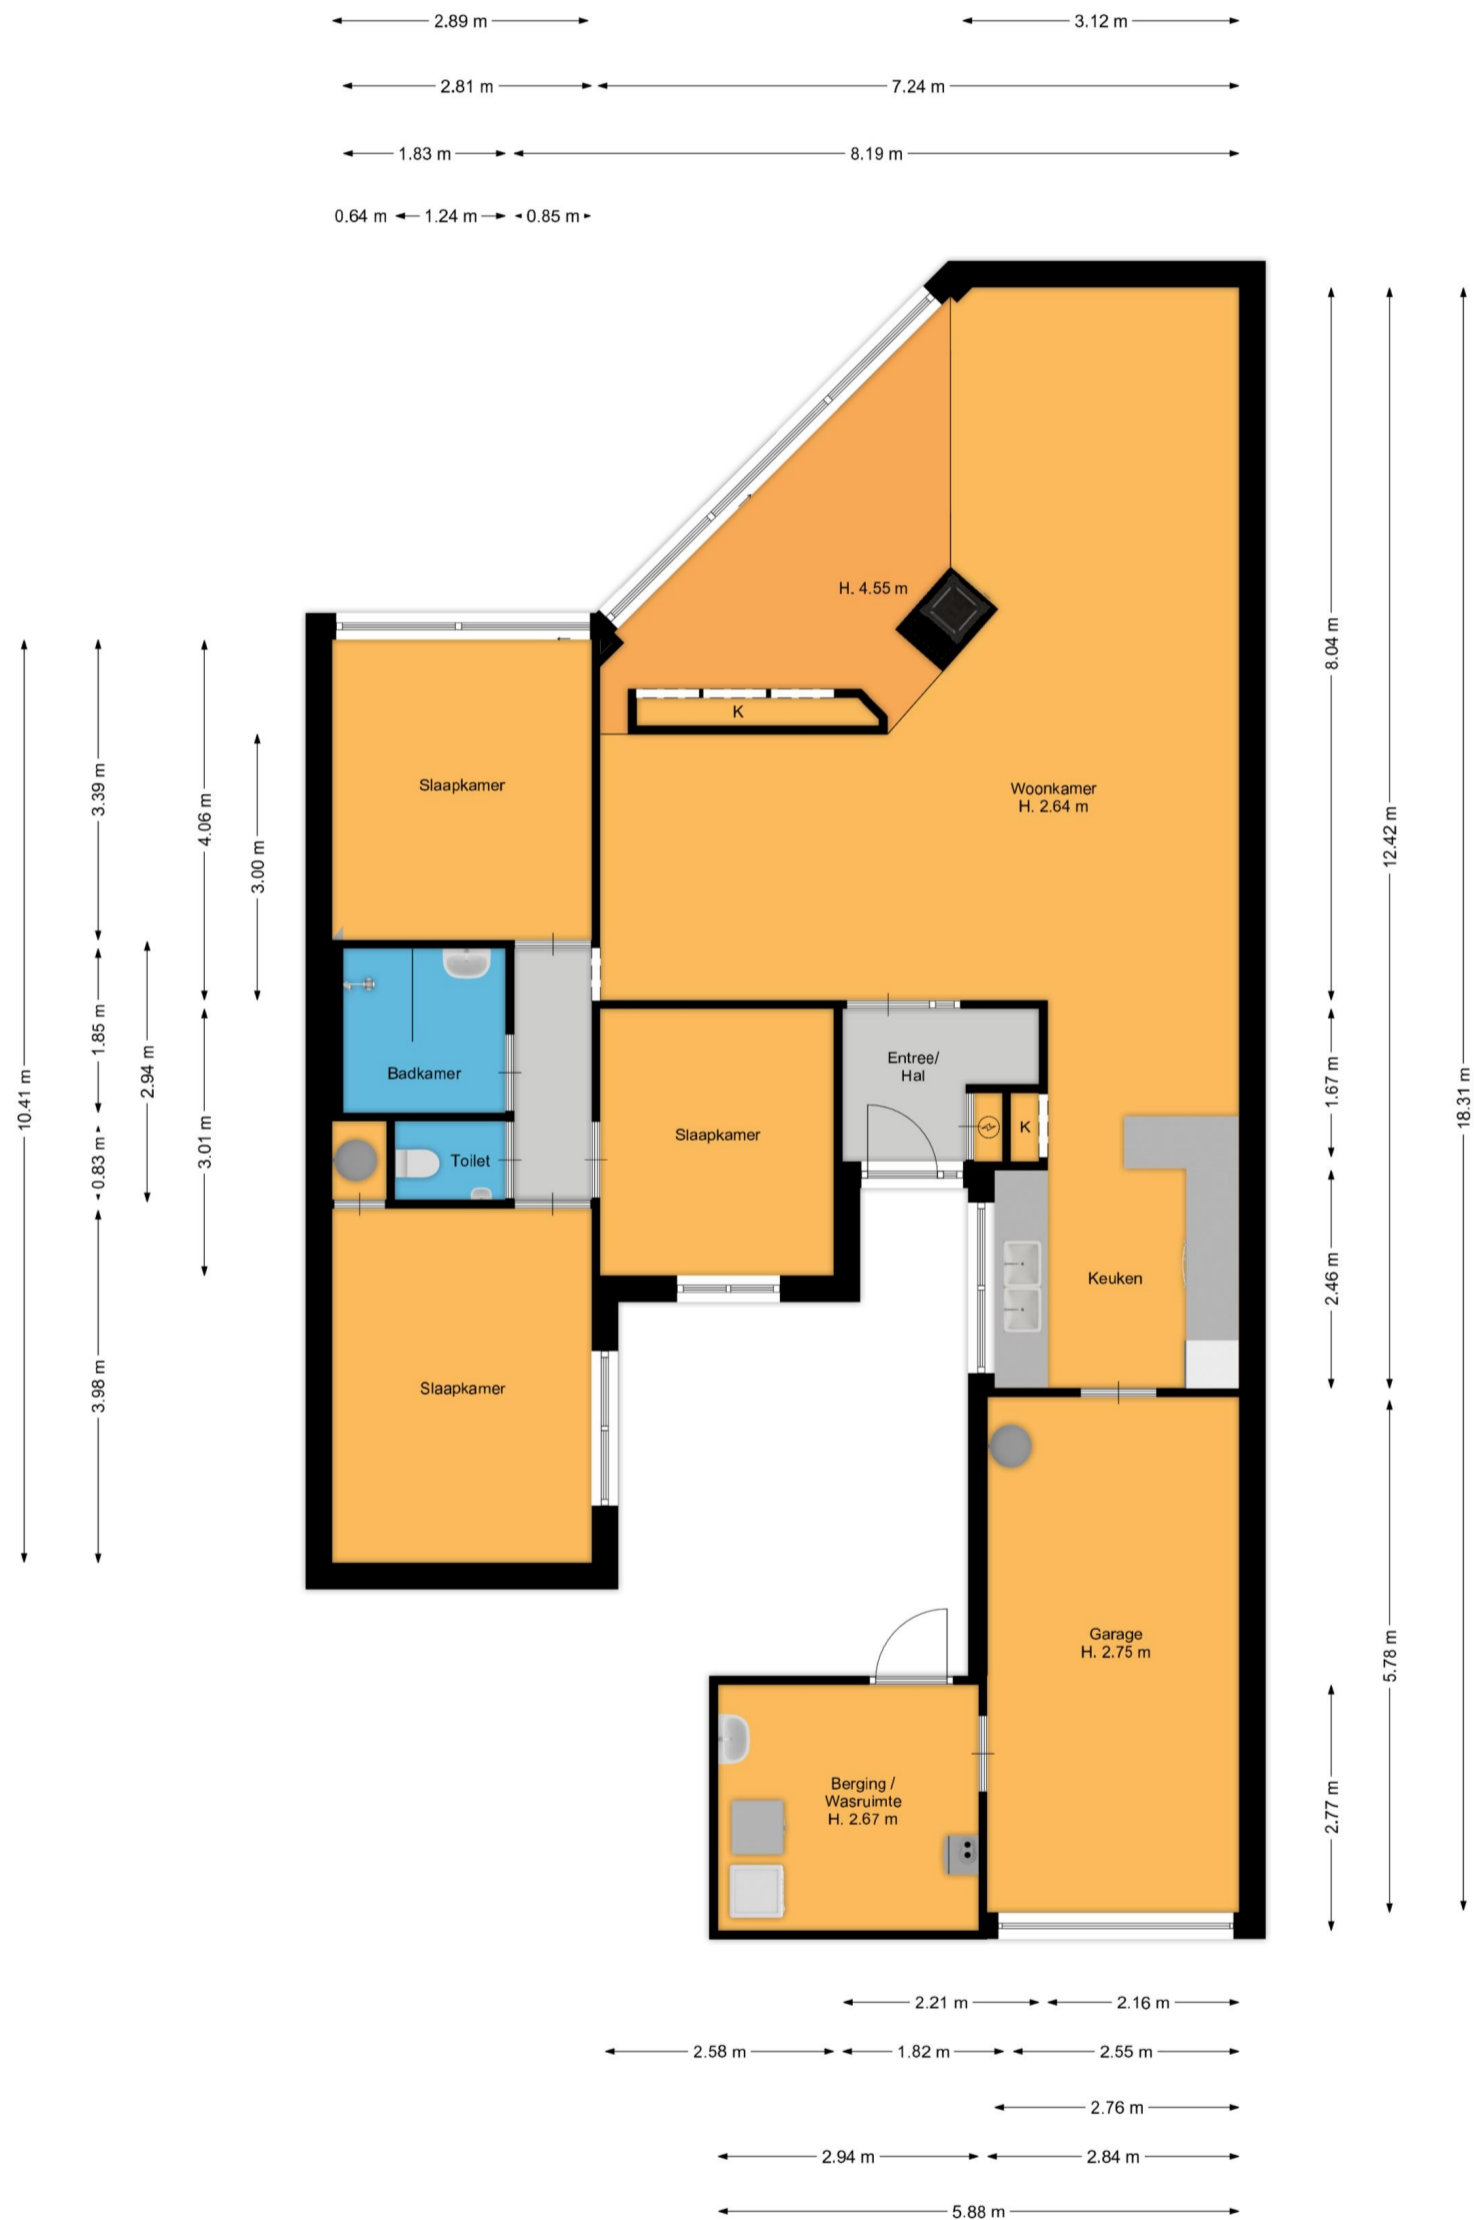 2.89 m
3.12 m
2.81 m
7.24 m
1.83 m
8.19 m
0.64 m
1.24 m
0.85 m
H. 4.55 m
K
Slaapkamer
Woonkamer
H. 2.64 m
Badkamer
Entree/
Hal
Slaapkamer
K
Toilet
Keuken
Slaapkamer
Garage
H. 2.75 m
Berging /
Wasruimte
H. 2.67 m
10.41 m
3.39 m
1.85 m
0.83 m
3.98 m
2.94 m
4.06 m
3.01 m
3.00 m
8.04 m
1.67 m
2.46 m
2.77 m
12.42 m
5.78 m
18.31 m
2.21 m
2.16 m
2.58 m
1.82 m
2.55 m
2.76 m
2.94 m
2.84 m
5.88 m